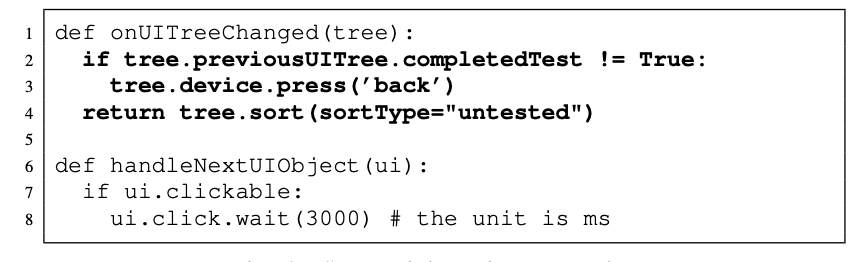 1 def onUITreeChanged(tree):
2 if tree.previousUITree.completedTest != True:
3 tree.device.press('back')
4 return tree.sort(sortType="untested")
5
6 def handleNextUIObject(ui):
7 if ui.clickable:
8 ui.click.wait(3000) # the unit is ms